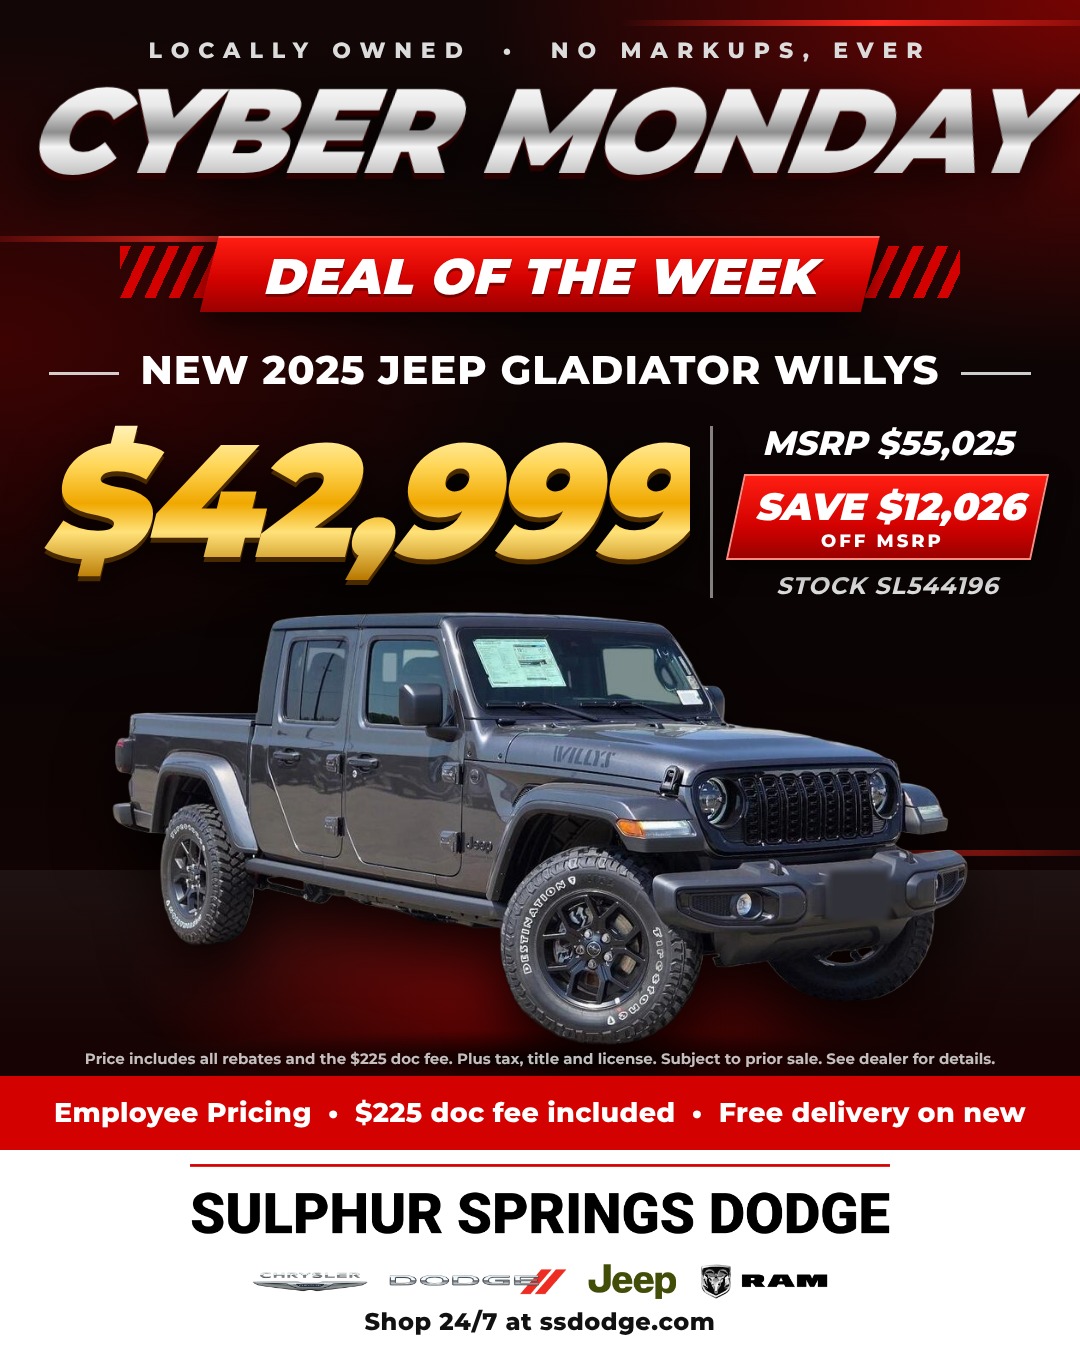 LOCALLY OWNED • NO MARKUPS, EVER
CYBER MONDAY
DEAL OF THE WEEK
NEW 2025 JEEP GLADIATOR WILLYS
$42,999
MSRP $55,025
SAVE $12,026
OFF MSRP
STOCK SL544196
WILLYS
Jeep
DESTINATION
Firestone
Price includes all rebates and the $225 doc fee. Plus tax, title and license. Subject to prior sale. See dealer for details.
Employee Pricing • $225 doc fee included • Free delivery on new
SULPHUR SPRINGS DODGE
CHRYSLER DODGE Jeep RAM
Shop 24/7 at ssdodge.com